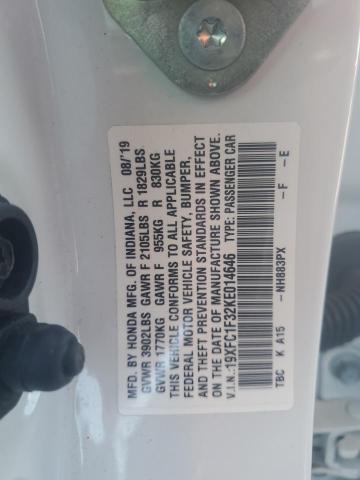 MFD. BY HONDA MFG. OF INDIANA, LLC 08/'19
GVWR 3902LBS GAWR F 2105LBS R 1829LBS
GVWR 1770KG GAWR F 955KG R 830KG
THIS VEHICLE CONFORMS TO ALL APPLICABLE
FEDERAL MOTOR VEHICLE SAFETY, BUMPER,
AND THEFT PREVENTION STANDARDS IN EFFECT
ON THE DATE OF MANUFACTURE SHOWN ABOVE.
V.I.N.:19XFC1F32KE014646 TYPE: PASSENGER CAR
TBC K A15 -NH883PX -F -E